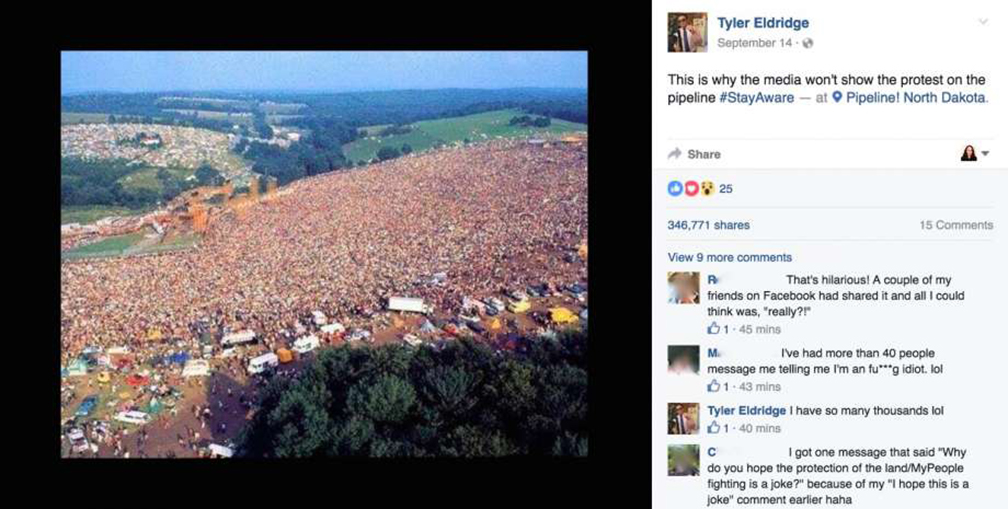 Tyler Eldridge
September 14 ·
This is why the media won't show the protest on the
pipeline #StayAware — at Pipeline! North Dakota.
Share
25
346,771 shares
15 Comments
View 9 more comments
That's hilarious! A couple of my
friends on Facebook had shared it and all I could
think was, "really?!"
1 · 45 mins
I've had more than 40 people
message me telling me I'm an fu***g idiot. lol
1 · 43 mins
Tyler Eldridge I have so many thousands lol
1 · 40 mins
C I got one message that said "Why
do you hope the protection of the land/MyPeople
fighting is a joke?" because of my "I hope this is a
joke" comment earlier haha